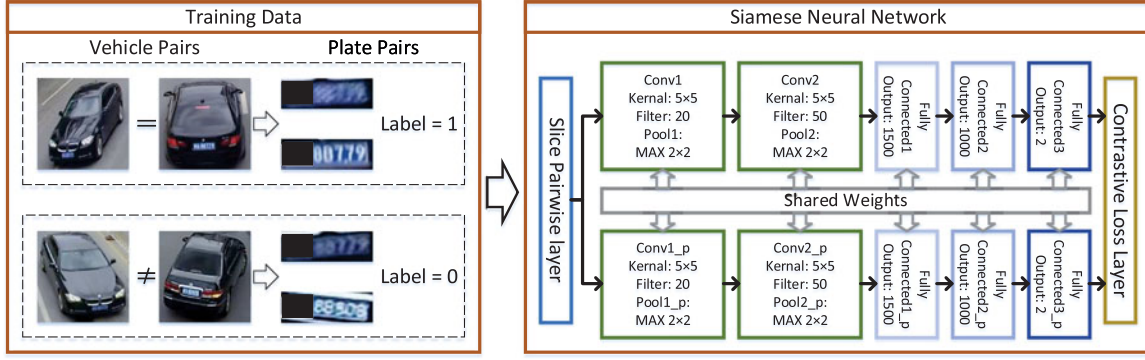 Training Data
Vehicle Pairs
Plate Pairs
=
Label = 1
88779
≠
88779
Label = 0
88508
Siamese Neural Network
Slice Pairwise layer
Conv1
Kernal: 5×5
Filter: 20
Pool1:
MAX 2×2
Conv2
Kernal: 5×5
Filter: 50
Pool2:
MAX 2×2
Fully
Connected1
Output: 1500
Fully
Connected2
Output: 1000
Fully
Connected3
Output: 2
Shared Weights
Conv1_p
Kernal: 5×5
Filter: 20
Pool1_p:
MAX 2×2
Conv2_p
Kernal: 5×5
Filter: 50
Pool2_p:
MAX 2×2
Fully
Connected1_p
Output: 1500
Fully
Connected2_p
Output: 1000
Fully
Connected3_p
Output: 2
Contrastive Loss Layer